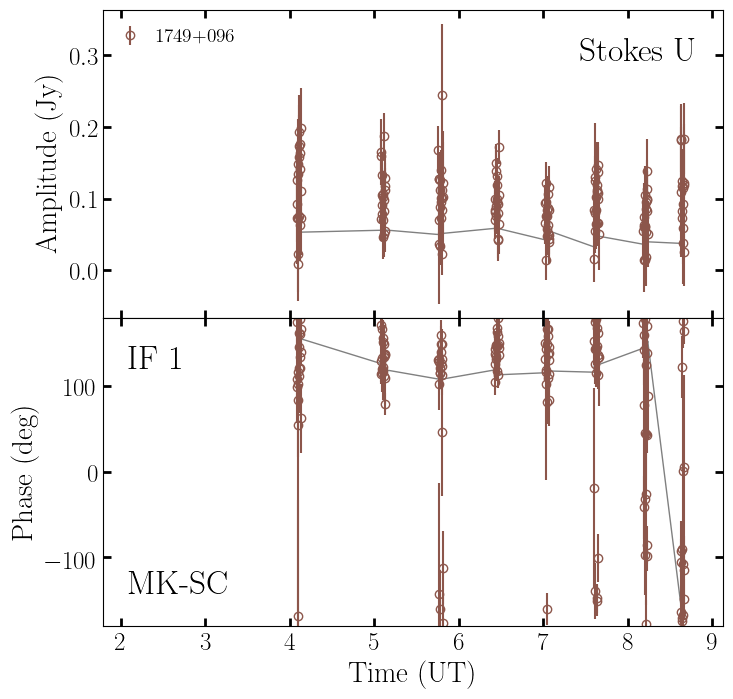 1749+096
Stokes U
0.3
0.2
0.1
0.0
Amplitude (Jy)
IF 1
100
0
−100
Phase (deg)
MK-SC
2 3 4 5 6 7 8 9
Time (UT)